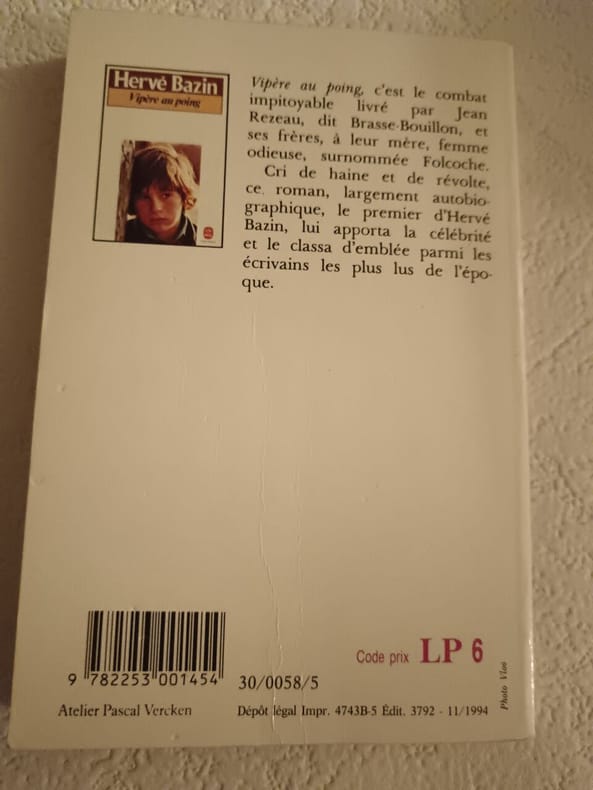 Hervé Bazin
Vipère au poing
Vipère au poing, c'est le combat
impitoyable livré par Jean
Rezeau, dit Brasse-Bouillon, et
ses frères, à leur mère, femme
odieuse, surnommée Folcoche.
Cri de haine et de révolte,
ce roman, largement autobio-
graphique, le premier d'Hervé
Bazin, lui apporta la célébrité
et le classa d'emblée parmi les
écrivains les plus lus de l'épo-
que.
Code prix LP 6
9 782253 001454
30/0058/5
Atelier Pascal Vercken
Dépôt légal Impr. 4743B-5 Édit. 3792 - 11/1994
Photo Vloo